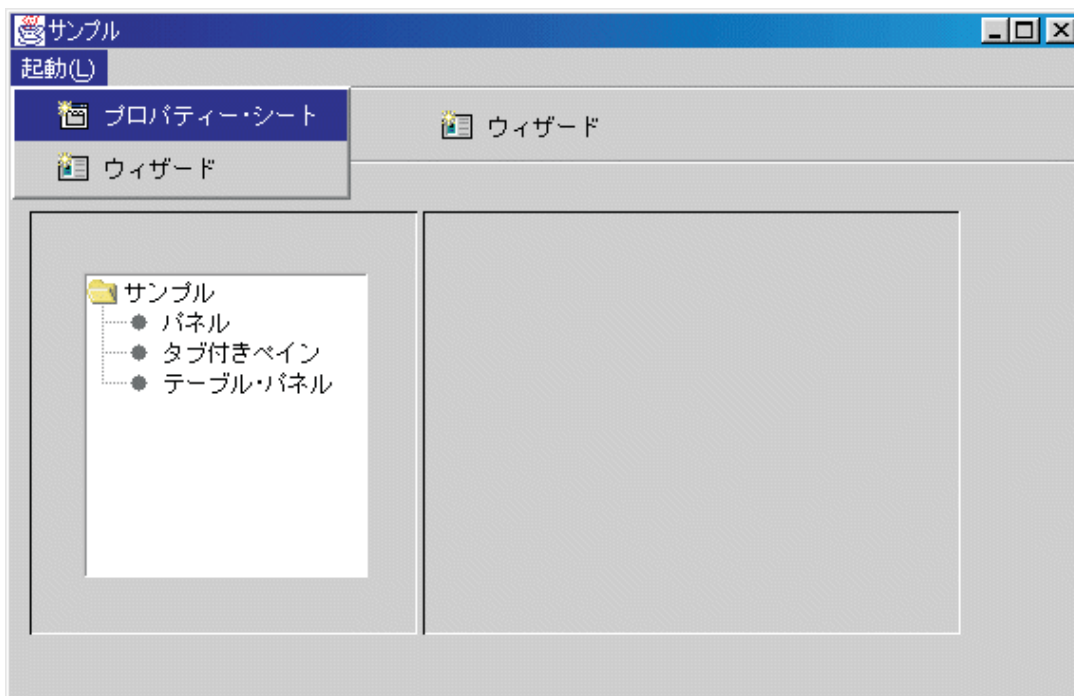 サンプル
起動(L)
プロパティー・シート
ウィザード
ウィザード
サンプル
パネル
タブ付きペイン
テーブル・パネル